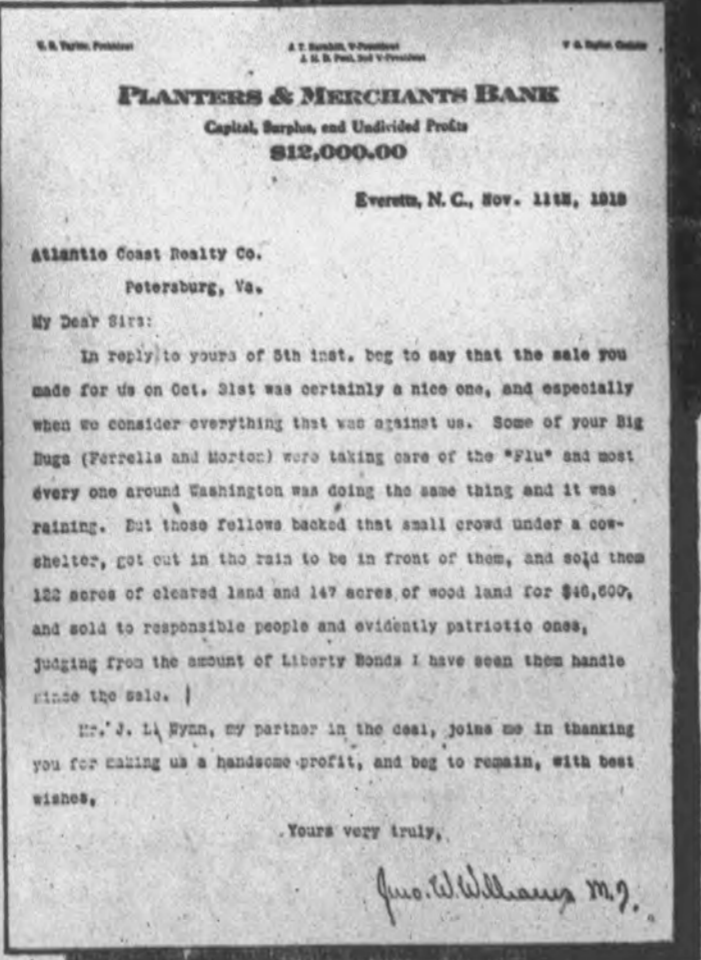 President
J. T. Barnhill, V-President
2nd V-President
PLANTERS & MERCHANTS BANK
Capital, Surplus, and Undivided Profits
$12,000.00
Everetts, N. C., Nov. 11th, 1918
Atlantic Coast Realty Co.
Petersburg, Va.
My Dear Sirs:
In reply to yours of 5th inst. beg to say that the sale you
made for us on Oct. 31st was certainly a nice one, and especially
when we consider everything that was against us. Some of your Big
Bugs (Ferrells and Morton) were taking care of the "Flu" and most
every one around Washington was doing the same thing and it was
raining. But those fellows backed that small crowd under a cow-
shelter, got out in the rain to be in front of them, and sold them
122 acres of cleared land and 147 acres of wood land for $46,600,
and sold to responsible people and evidently patriotic ones,
judging from the amount of Liberty Bonds I have seen them handle
since the sale.
Mr. J. L. Wynn, my partner in the deal, joins me in thanking
you for making us a handsome profit, and beg to remain, with best
wishes,
Yours very truly,
Jno. W. Williams M.D.